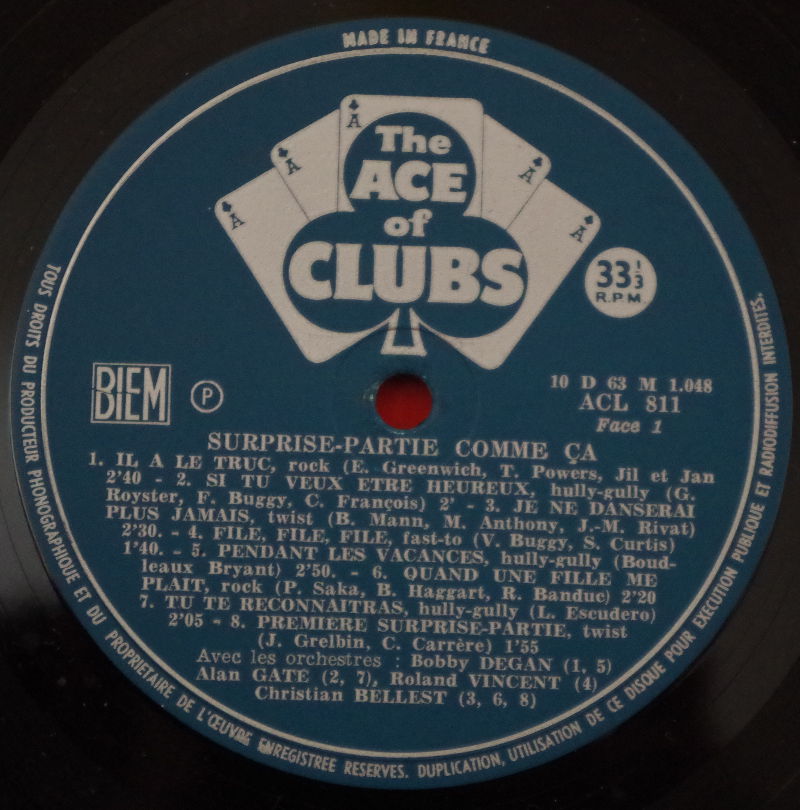 MADE IN FRANCE
A
A
A
A
A
The
ACE
of
CLUBS
33 1/3
R.P.M.
BIEM
P
10 D 63 M 1.048
ACL 811
Face 1
SURPRISE-PARTIE COMME ÇA
1. IL A LE TRUC, rock (E. Greenwich, T. Powers, Jil et Jan
2'40 - 2. SI TU VEUX ETRE HEUREUX, hully-gully (G.
Royster, F. Buggy, C. François) 2' - 3. JE NE DANSERAI
PLUS JAMAIS, twist (B. Mann, M. Anthony, J.-M. Rivat)
2'30. - 4. FILE, FILE, FILE, fast-to (V. Buggy, S. Curtis)
1'40. - 5. PENDANT LES VACANCES, hully-gully (Boud-
leaux Bryant) 2'50. - 6. QUAND UNE FILLE ME
PLAIT, rock (P. Saka, B. Haggart, R. Banduc) 2'20
7. TU TE RECONNAITRAS, hully-gully (L. Escudero)
2'05 - 8. PREMIÈRE SURPRISE-PARTIE, twist
(J. Grelbin, C. Carrère) 1'55
Avec les orchestres : Bobby DEGAN (1, 5)
Alan GATE (2, 7), Roland VINCENT (4)
Christian BELLEST (3, 6, 8)
TOUS DROITS DU PRODUCTEUR PHONOGRAPHIQUE ET DU PROPRIETAIRE DE L'ŒUVRE ENREGISTREE RESERVES. DUPLICATION, UTILISATION DE CE DISQUE POUR EXECUTION PUBLIQUE ET RADIODIFFUSION INTERDITES.